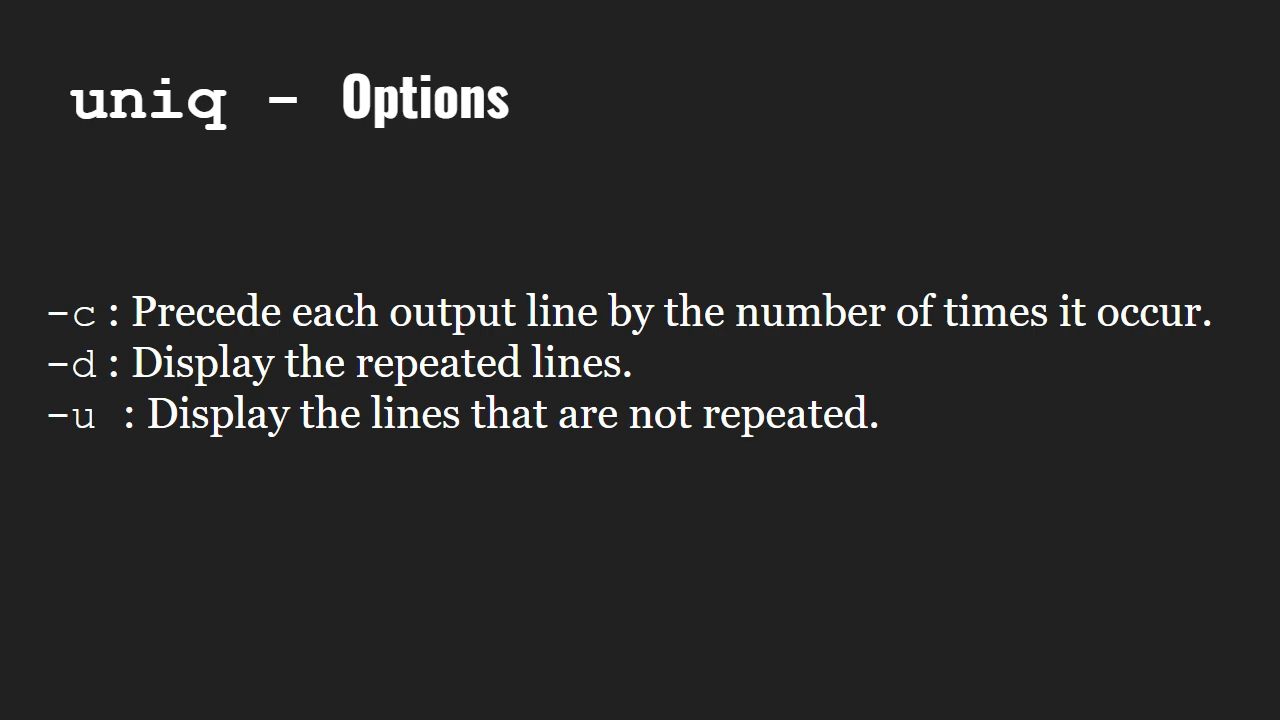 uniq - Options
-c : Precede each output line by the number of times it occur.
-d : Display the repeated lines.
-u : Display the lines that are not repeated.